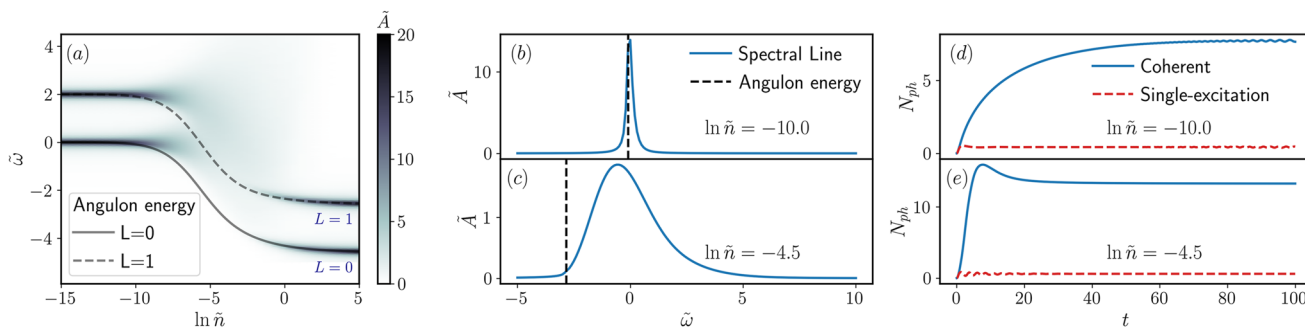 (a)
Ã
4
2
0
−2
−4
ω̃
Angulon energy
L=0
L=1
L = 1
L = 0
−15 −10 −5 0 5
ln ñ
20
15
10
5
0
(b)
10
0
Ã
Spectral Line
Angulon energy
ln ñ = −10.0
(c)
1
0
Ã
ln ñ = −4.5
−5 0 5 10
ω̃
(d)
5
0
N_ph
Coherent
Single-excitation
ln ñ = −10.0
(e)
10
0
N_ph
ln ñ = −4.5
0 20 40 60 80 100
t